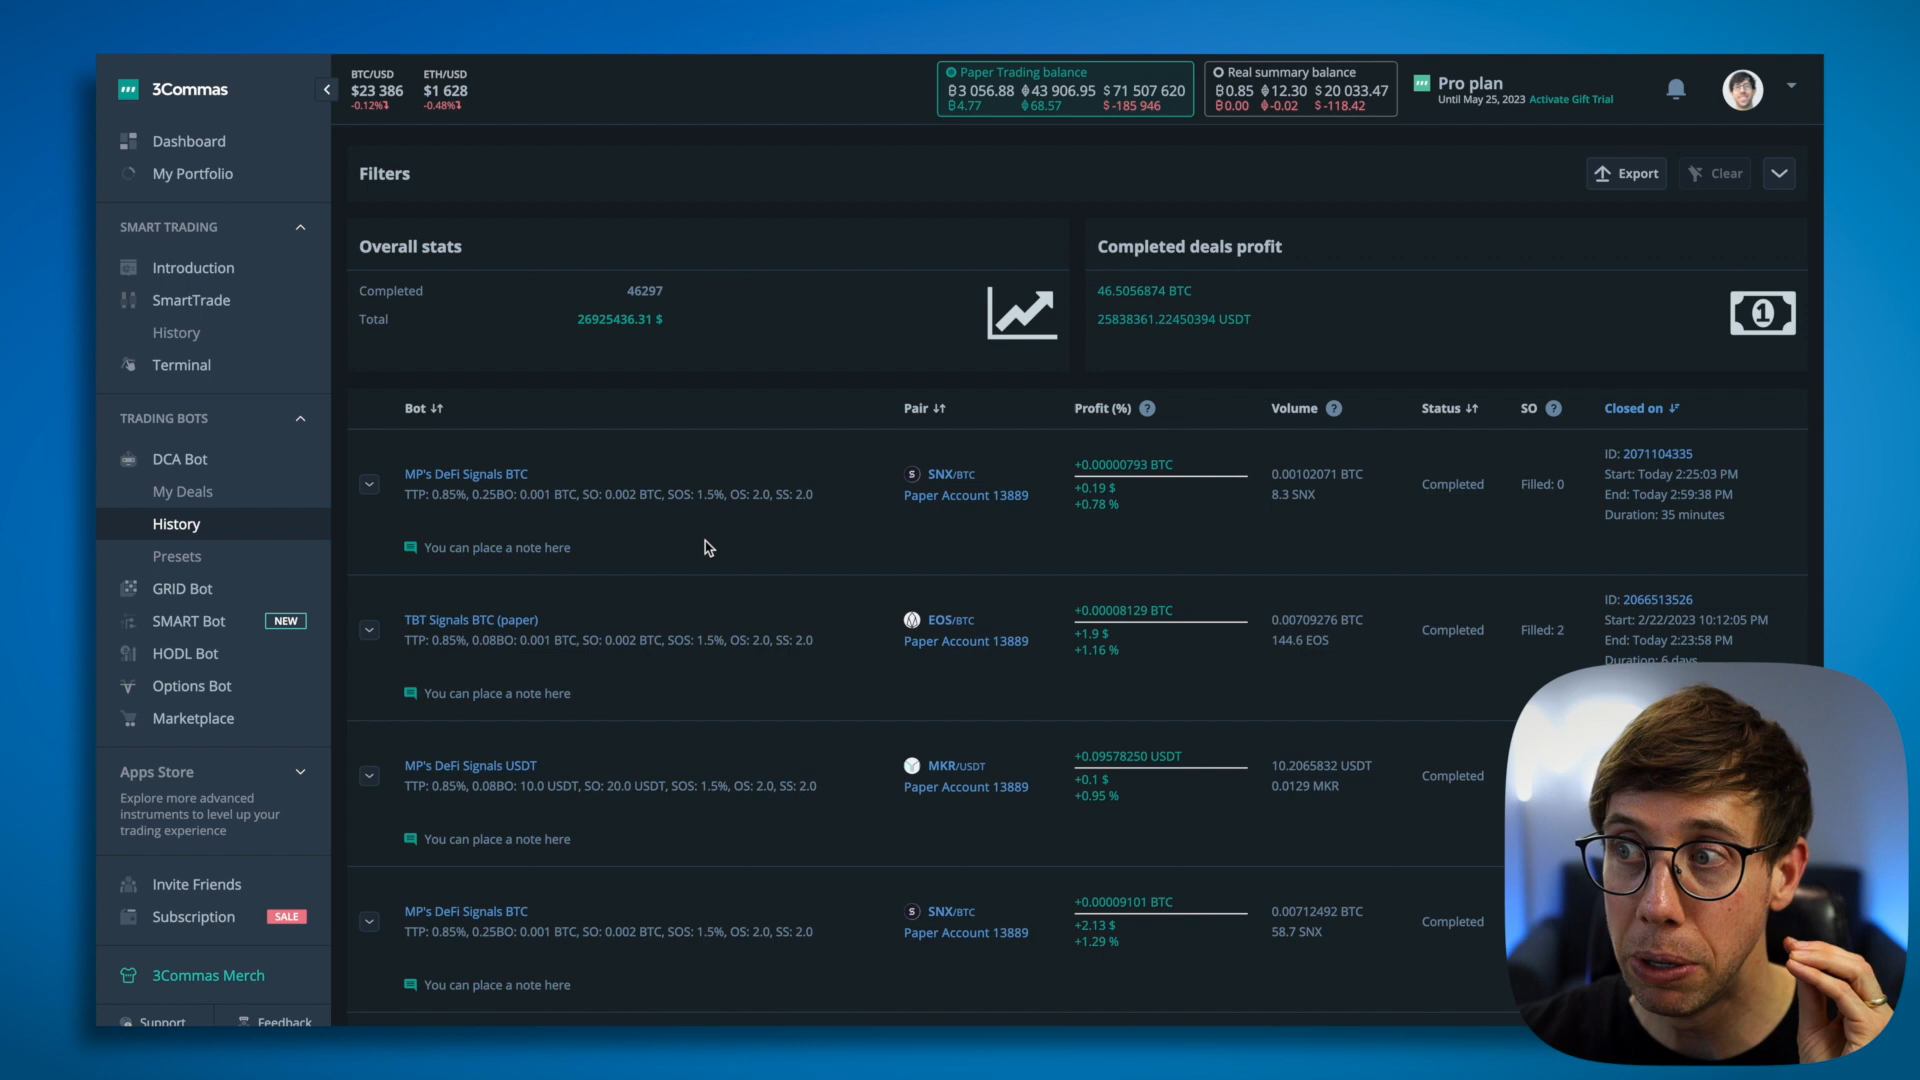 3Commas
BTC/USD
$23 386
-0.12%
ETH/USD
$1 628
-0.48%
Paper Trading balance
₿3 056.88 43 906.95 $71 507 620
₿4.77 68.57 $-185 946
Real summary balance
₿0.85 12.30 $20 033.47
₿0.00 -0.02 $-118.42
Pro plan
Until May 25, 2023 Activate Gift Trial
Dashboard
My Portfolio
SMART TRADING
Introduction
SmartTrade
History
Terminal
TRADING BOTS
DCA Bot
My Deals
History
Presets
GRID Bot
SMART Bot NEW
HODL Bot
Options Bot
Marketplace
Apps Store
Explore more advanced
instruments to level up your
trading experience
Invite Friends
Subscription SALE
3Commas Merch
Support Feedback
Filters
Export Clear
Overall stats
Completed 46297
Total 26925436.31 $
Completed deals profit
46.5056874 BTC
25838361.22450394 USDT
Bot Pair Profit (%) ? Volume ? Status SO ? Closed on
MP's DeFi Signals BTC
TTP: 0.85%, 0.25BO: 0.001 BTC, SO: 0.002 BTC, SOS: 1.5%, OS: 2.0, SS: 2.0
You can place a note here
S SNX/BTC
Paper Account 13889
+0.00000793 BTC
+0.19 $
+0.78 %
0.00102071 BTC
8.3 SNX
Completed
Filled: 0
ID: 2071104335
Start: Today 2:25:03 PM
End: Today 2:59:38 PM
Duration: 35 minutes
TBT Signals BTC (paper)
TTP: 0.85%, 0.08BO: 0.001 BTC, SO: 0.002 BTC, SOS: 1.5%, OS: 2.0, SS: 2.0
You can place a note here
EOS/BTC
Paper Account 13889
+0.00008129 BTC
+1.9 $
+1.16 %
0.00709276 BTC
144.6 EOS
Completed
Filled: 2
ID: 2066513526
Start: 2/22/2023 10:12:05 PM
End: Today 2:23:58 PM
Duration: 6 days
MP's DeFi Signals USDT
TTP: 0.85%, 0.08BO: 10.0 USDT, SO: 20.0 USDT, SOS: 1.5%, OS: 2.0, SS: 2.0
You can place a note here
MKR/USDT
Paper Account 13889
+0.09578250 USDT
+0.1 $
+0.95 %
10.2065832 USDT
0.0129 MKR
Completed
MP's DeFi Signals BTC
TTP: 0.85%, 0.25BO: 0.001 BTC, SO: 0.002 BTC, SOS: 1.5%, OS: 2.0, SS: 2.0
You can place a note here
S SNX/BTC
Paper Account 13889
+0.00009101 BTC
+2.13 $
+1.29 %
0.00712492 BTC
58.7 SNX
Completed